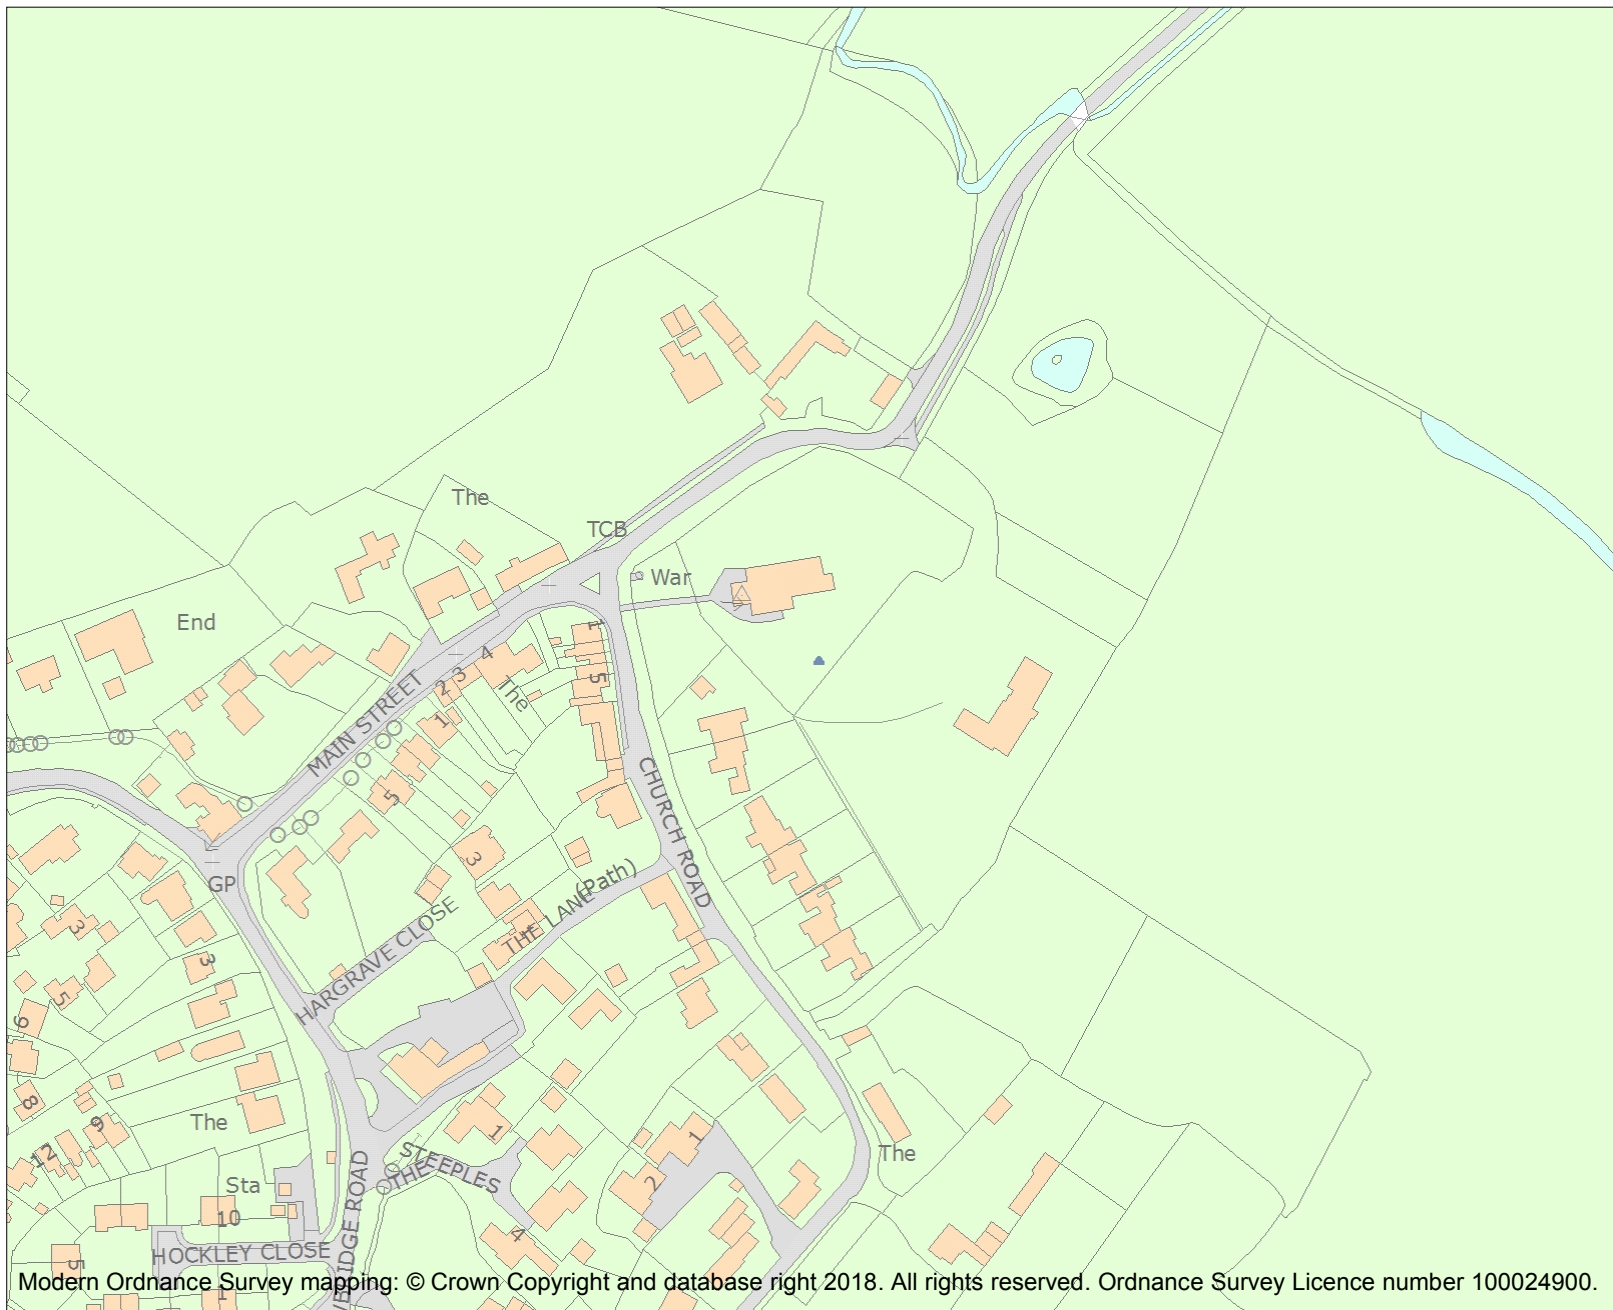 The
TCB
War
End
1
4
3
2
5
The
1
MAIN STREET
5
CHURCH ROAD
3
GP
(Path)
THE LANE
HARGRAVE CLOSE
3
3
5
6
8
9
12
The
1
STEEPLES
THE
1
2
The
Sta
10
4
HOCKLEY CLOSE
5
1
Modern Ordnance Survey mapping: © Crown Copyright and database right 2018. All rights reserved. Ordnance Survey Licence number 100024900.